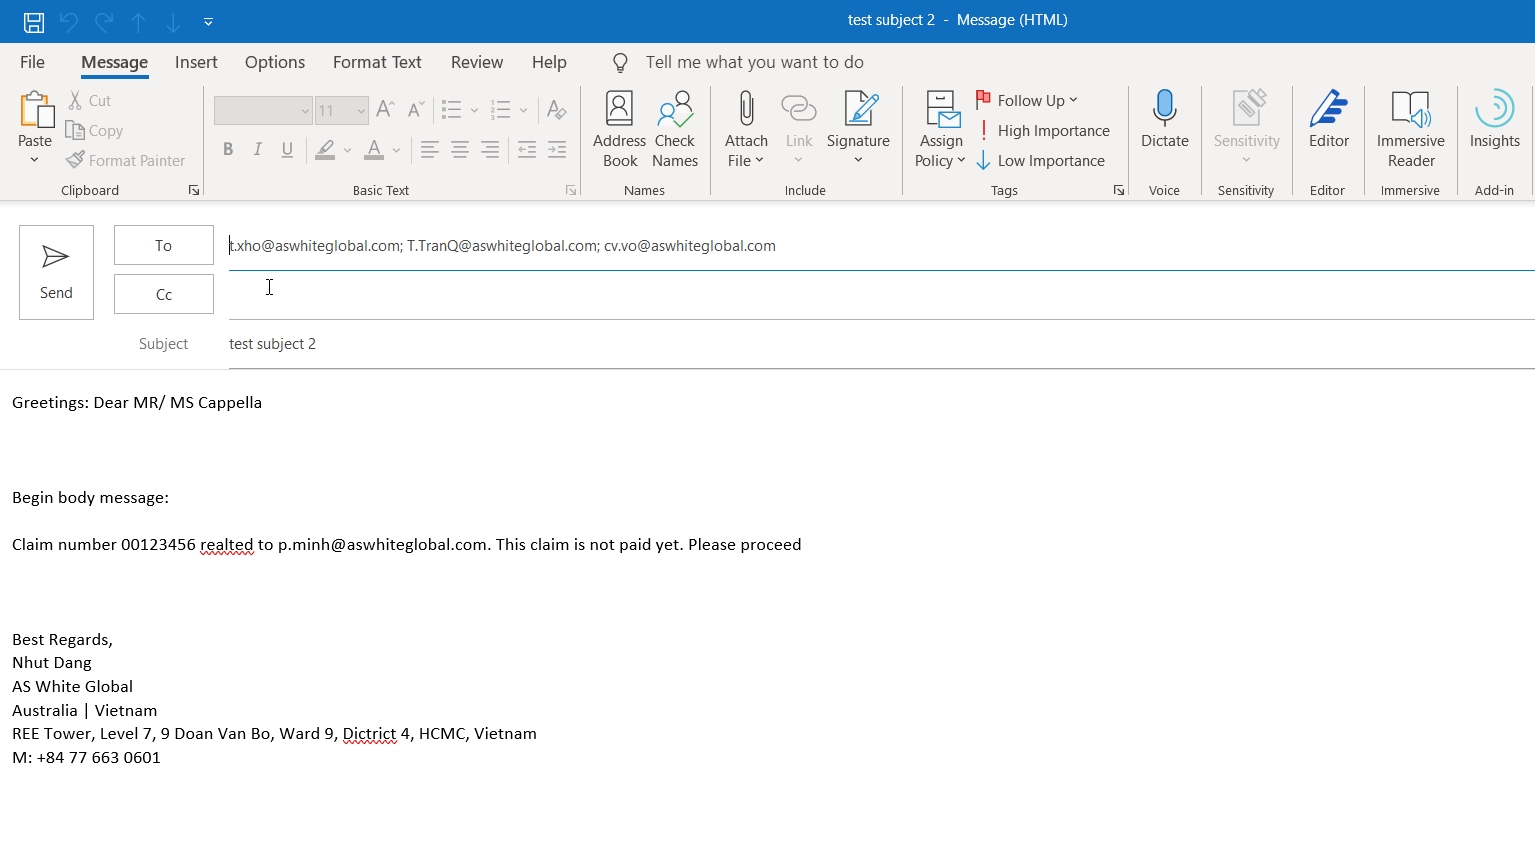 test subject 2 - Message (HTML)
File Message Insert Options Format Text Review Help Tell me what you want to do
Paste
Cut
Copy
Format Painter
Clipboard
11
B I U A
Basic Text
Address Book
Check Names
Names
Attach File
Link
Signature
Include
Assign Policy
Follow Up
High Importance
Low Importance
Tags
Dictate
Voice
Sensitivity
Sensitivity
Editor
Editor
Immersive Reader
Immersive
Insights
Add-in
Send
To t.xho@aswhiteglobal.com; T.TranQ@aswhiteglobal.com; cv.vo@aswhiteglobal.com
Cc
Subject test subject 2
Greetings: Dear MR/ MS Cappella
Begin body message:
Claim number 00123456 realted to p.minh@aswhiteglobal.com. This claim is not paid yet. Please proceed
Best Regards,
Nhut Dang
AS White Global
Australia | Vietnam
REE Tower, Level 7, 9 Doan Van Bo, Ward 9, Dictrict 4, HCMC, Vietnam
M: +84 77 663 0601